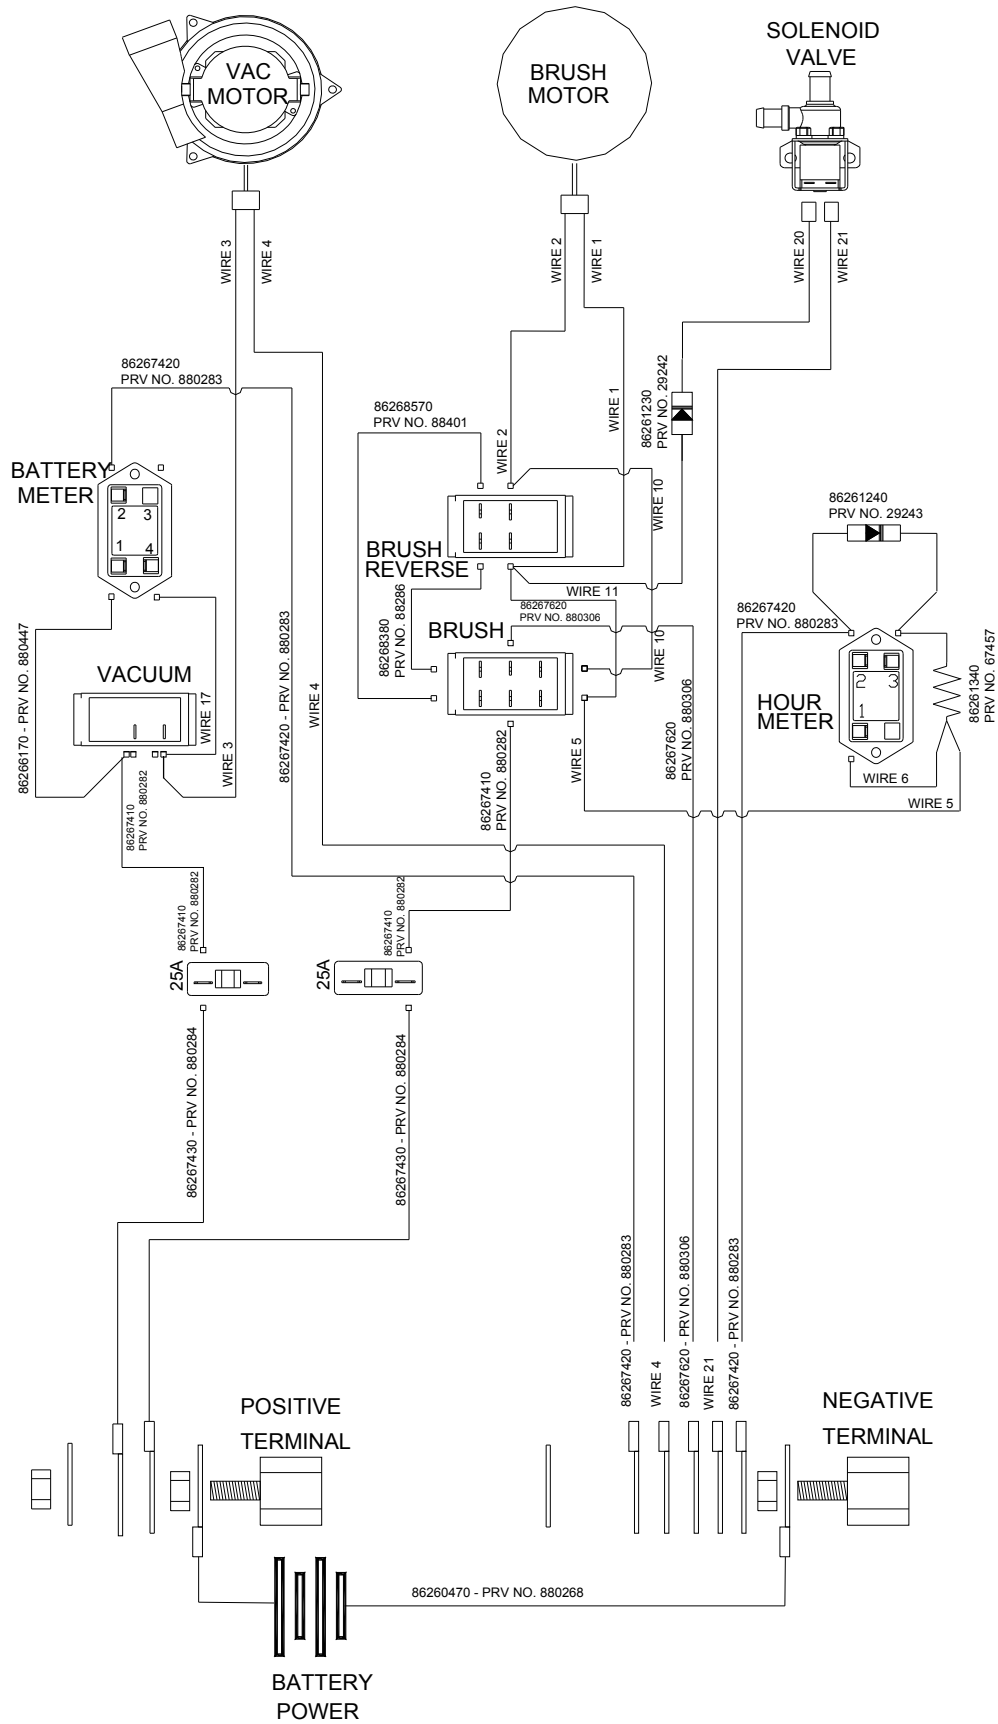 SOLENOID
VALVE
VAC
MOTOR
BRUSH
MOTOR
WIRE 3
WIRE 4
WIRE 2
WIRE 1
WIRE 20
WIRE 21
86267420
PRV NO. 880283
86268570
PRV NO. 88401
WIRE 2
WIRE 1
86261230
PRV NO. 29242
BATTERY
METER
2
3
1
4
WIRE 10
86261240
PRV NO. 29243
BRUSH
REVERSE
WIRE 11
86267620
PRV NO. 880306
86268380
PRV NO. 88286
BRUSH
WIRE 10
86267420
PRV NO. 880283
86266170 - PRV NO. 880447
VACUUM
WIRE 17
WIRE 3
86267420 - PRV NO. 880283
WIRE 4
86267620
PRV NO. 880306
HOUR
METER
2
3
1
86261340
PRV NO. 67457
86267410
PRV NO. 880282
86267410
PRV NO. 880282
WIRE 5
WIRE 6
WIRE 5
86267410
PRV NO. 880282
86267410
PRV NO. 880282
25A
25A
86267430 - PRV NO. 880284
86267430 - PRV NO. 880284
86267420 - PRV NO. 880283
WIRE 4
86267620 - PRV NO. 880306
WIRE 21
86267420 - PRV NO. 880283
POSITIVE
TERMINAL
NEGATIVE
TERMINAL
86260470 - PRV NO. 880268
BATTERY
POWER